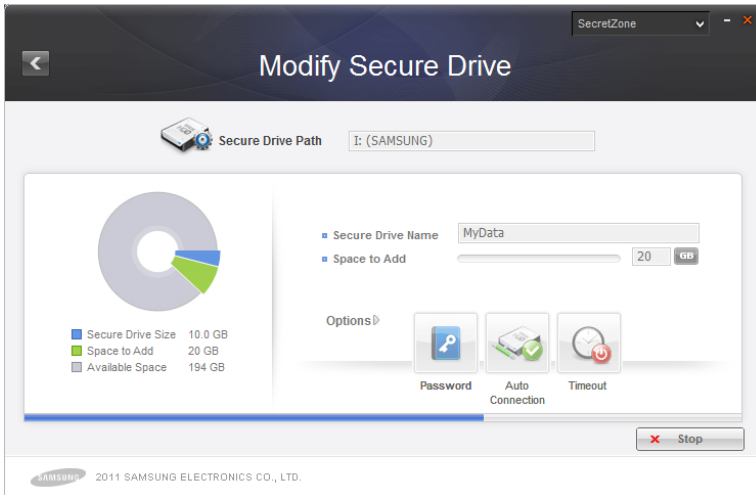 SecretZone
Modify Secure Drive
Secure Drive Path I: (SAMSUNG)
Secure Drive Name MyData
Space to Add 20 GB
Options
Secure Drive Size 10.0 GB
Space to Add 20 GB
Available Space 194 GB
Password Auto Connection Timeout
Stop
SAMSUNG 2011 SAMSUNG ELECTRONICS CO., LTD.